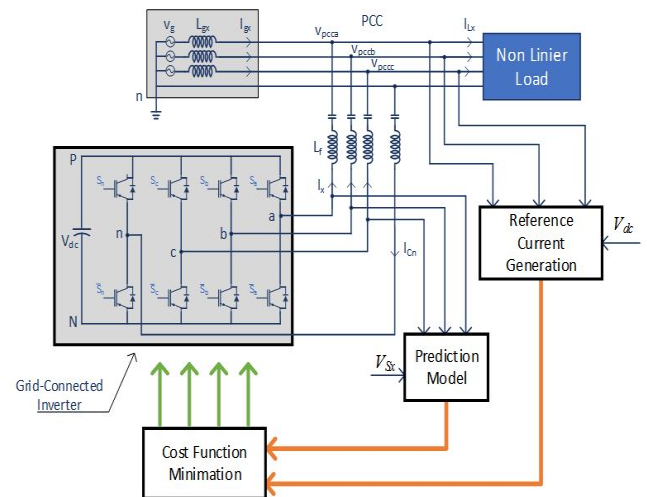 PCC
Vg Lgx Igx
Vpcca
ILx
Vpccb
Vpccc
Non Linier
Load
n
Lf
P
Ix
a
Reference
Current
Generation
Vdc
n
b
Vdc
c
ICn
N
Prediction
Model
VSx
Grid-Connected
Inverter
Cost Function
Minimation